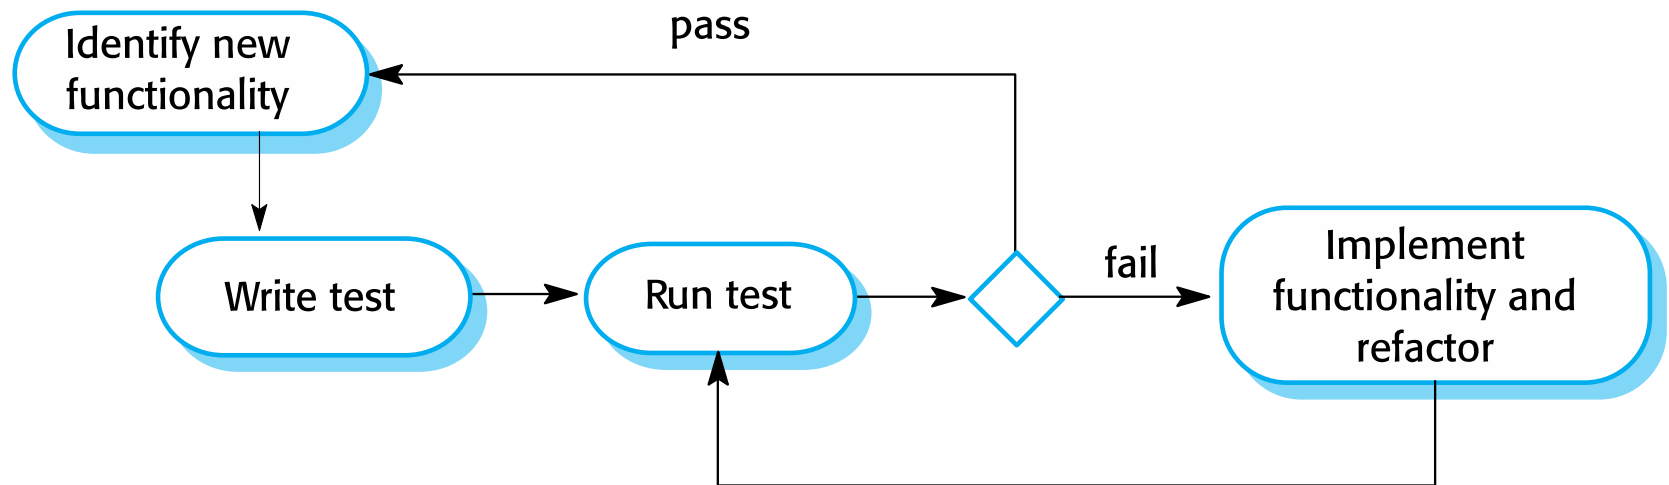 Identify new
functionality
pass
Write test
Run test
fail
Implement
functionality and
refactor